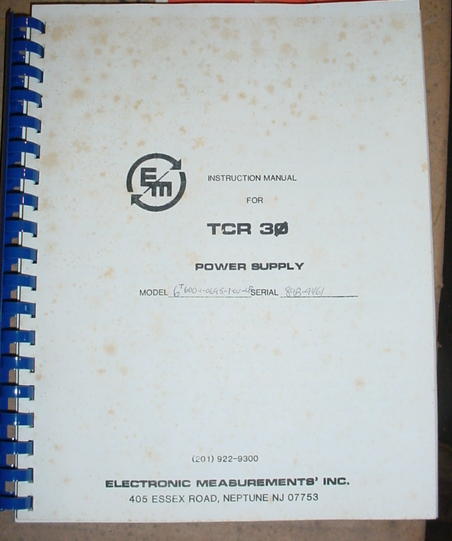 EM
INSTRUCTION MANUAL
FOR
TCR 3Ø
POWER SUPPLY
MODEL SERIAL
(201) 922-9300
ELECTRONIC MEASUREMENTS' INC.
405 ESSEX ROAD, NEPTUNE NJ 07753